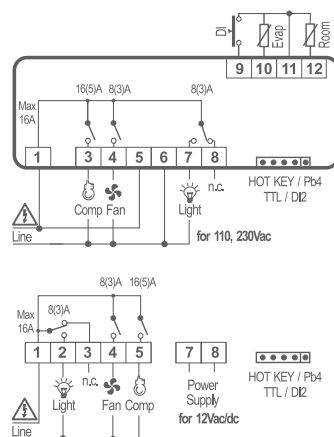 DI
Evap
Room
9 10 11 12
16(5)A 8(3)A 8(3)A
Max
16A
1 3 4 5 6 7 8
HOT KEY / Pb4
TTL / DI2
n.c.
Comp Fan
Light
Line
for 110, 230Vac
8(3)A 16(5)A
Max
16A
8(3)A
1 2 3 4 5 7 8
HOT KEY / Pb4
TTL / DI2
n.c.
Light
Fan Comp
Power
Supply
for 12Vac/dc
Line